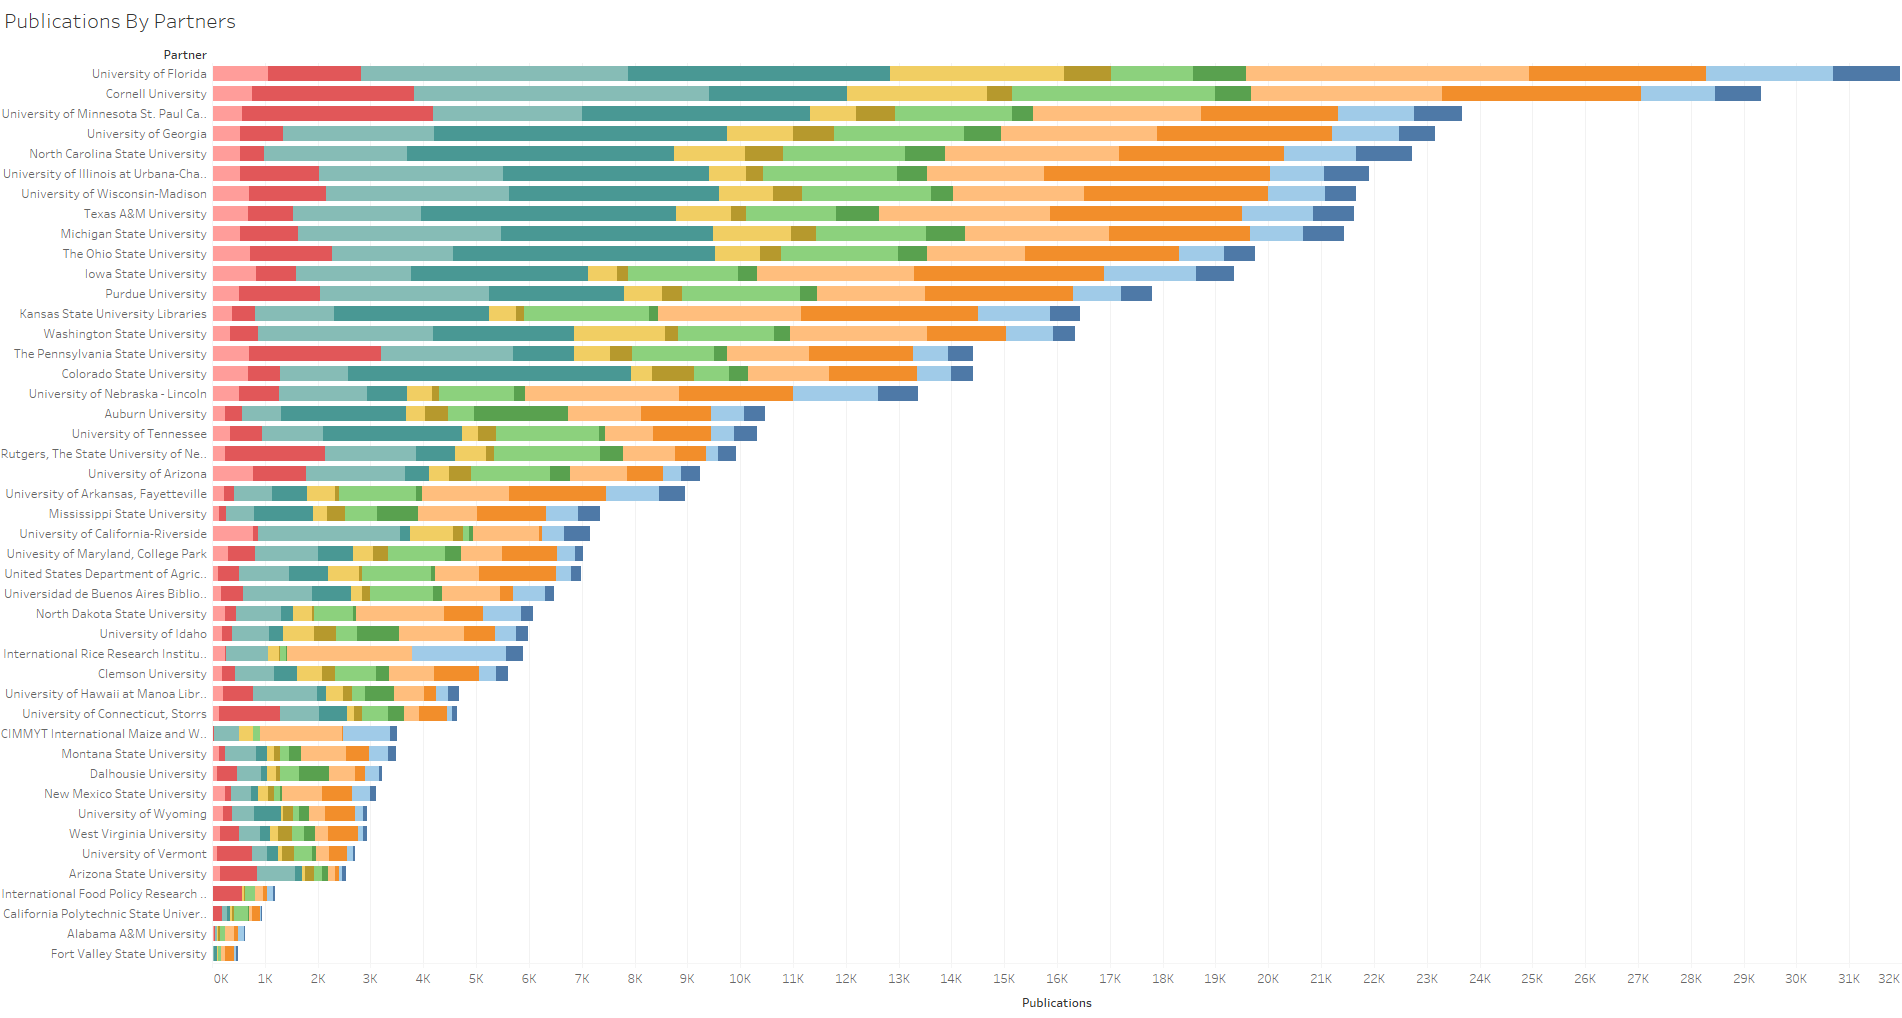 Publications By Partners
Partner
University of Florida
Cornell University
University of Minnesota St. Paul Ca..
University of Georgia
North Carolina State University
University of Illinois at Urbana-Cha..
University of Wisconsin-Madison
Texas A&M University
Michigan State University
The Ohio State University
Iowa State University
Purdue University
Kansas State University Libraries
Washington State University
The Pennsylvania State University
Colorado State University
University of Nebraska - Lincoln
Auburn University
University of Tennessee
Rutgers, The State University of Ne..
University of Arizona
University of Arkansas, Fayetteville
Mississippi State University
University of California-Riverside
Univesity of Maryland, College Park
United States Department of Agric..
Universidad de Buenos Aires Biblio..
North Dakota State University
University of Idaho
International Rice Research Institu..
Clemson University
University of Hawaii at Manoa Libr..
University of Connecticut, Storrs
CIMMYT International Maize and W..
Montana State University
Dalhousie University
New Mexico State University
University of Wyoming
West Virginia University
University of Vermont
Arizona State University
International Food Policy Research ..
California Polytechnic State Univer..
Alabama A&M University
Fort Valley State University
0K 1K 2K 3K 4K 5K 6K 7K 8K 9K 10K 11K 12K 13K 14K 15K 16K 17K 18K 19K 20K 21K 22K 23K 24K 25K 26K 27K 28K 29K 30K 31K 32K
Publications